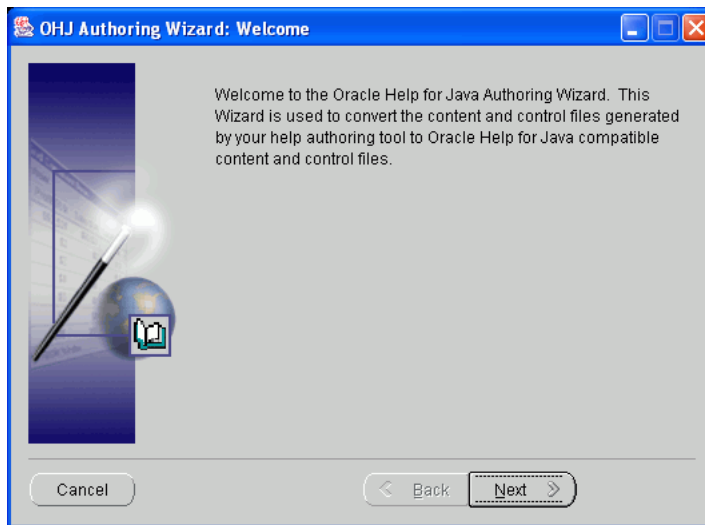 OHJ Authoring Wizard: Welcome
Welcome to the Oracle Help for Java Authoring Wizard. This
Wizard is used to convert the content and control files generated
by your help authoring tool to Oracle Help for Java compatible
content and control files.
Cancel
Back
Next